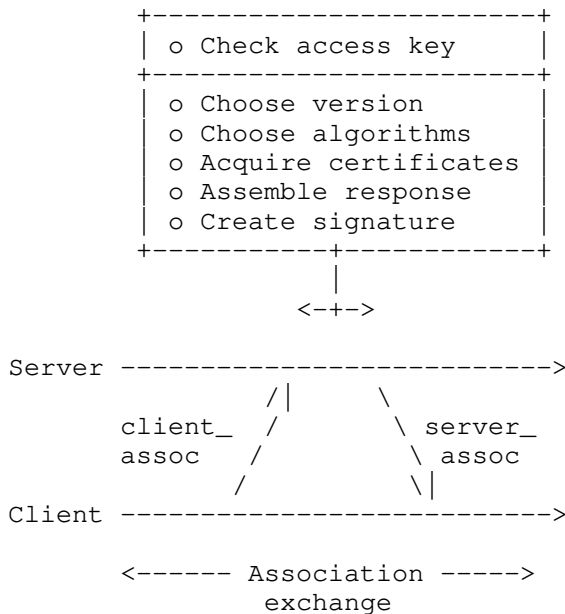 o Check access key
o Choose version
o Choose algorithms
o Acquire certificates
o Assemble response
o Create signature
Server
client_ server_
assoc assoc
Client
Association
exchange